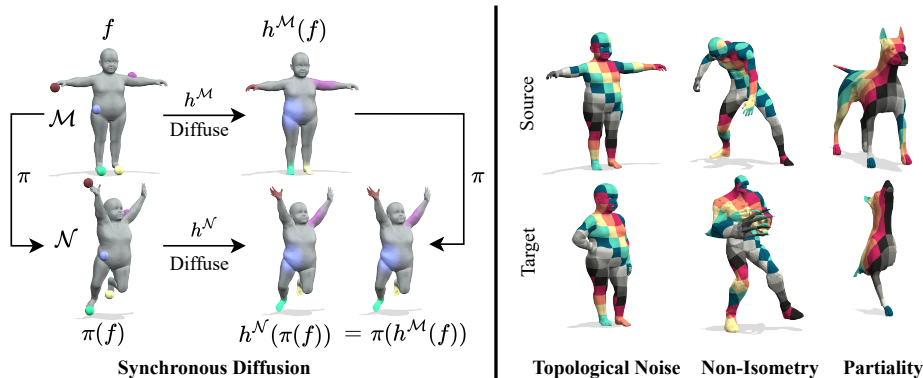 f
h^M(f)
M
h^M
Diffuse
π
π
N
h^N
Diffuse
π(f)
h^N(π(f)) = π(h^M(f))
Synchronous Diffusion
Source
Target
Topological Noise
Non-Isometry
Partiality